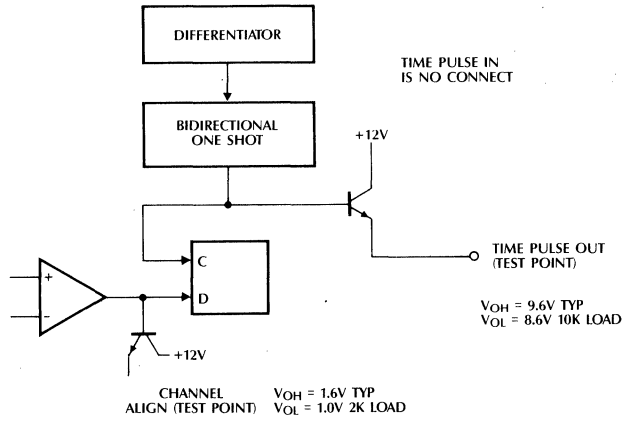 DIFFERENTIATOR
TIME PULSE IN
IS NO CONNECT
BIDIRECTIONAL
ONE SHOT
+12V
C
D
+
-
TIME PULSE OUT
(TEST POINT)
VOH = 9.6V TYP
VOL = 8.6V 10K LOAD
+12V
CHANNEL
ALIGN (TEST POINT)
VOH = 1.6V TYP
VOL = 1.0V 2K LOAD